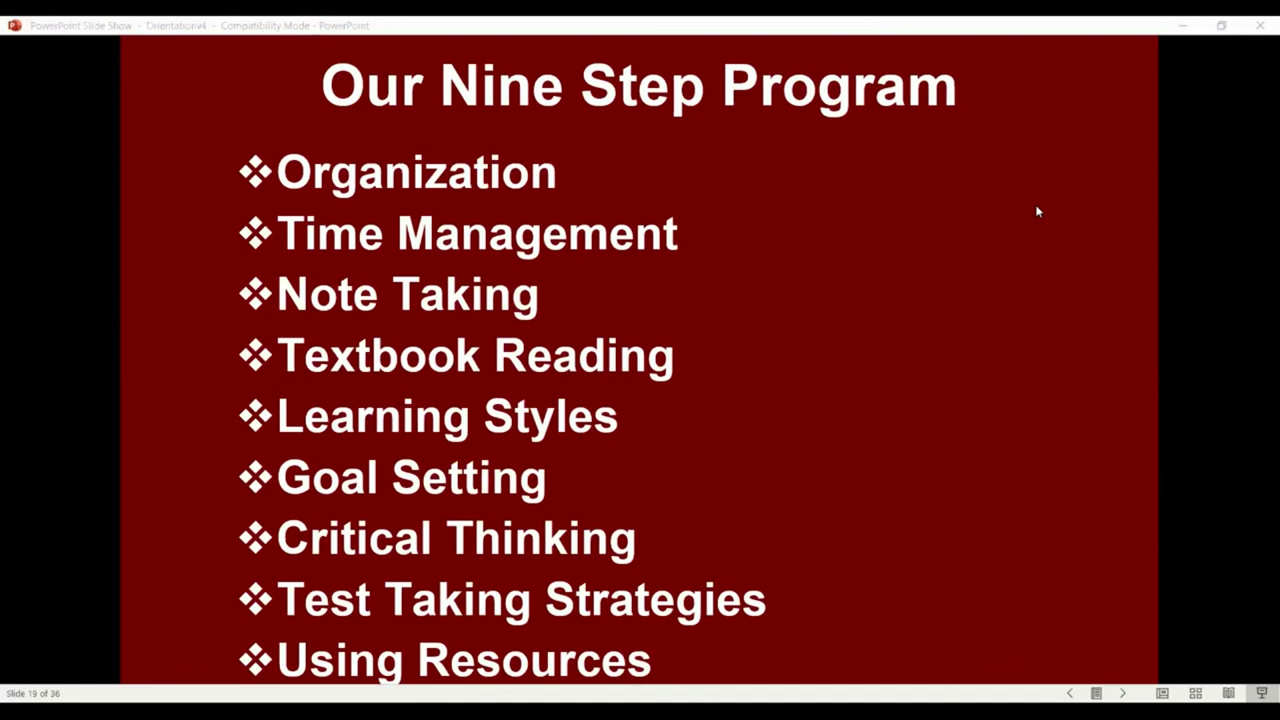 PowerPoint Slide Show - Orientationv4 - Compatibility Mode - PowerPoint
Our Nine Step Program
Organization
Time Management
Note Taking
Textbook Reading
Learning Styles
Goal Setting
Critical Thinking
Test Taking Strategies
Using Resources
Slide 19 of 36